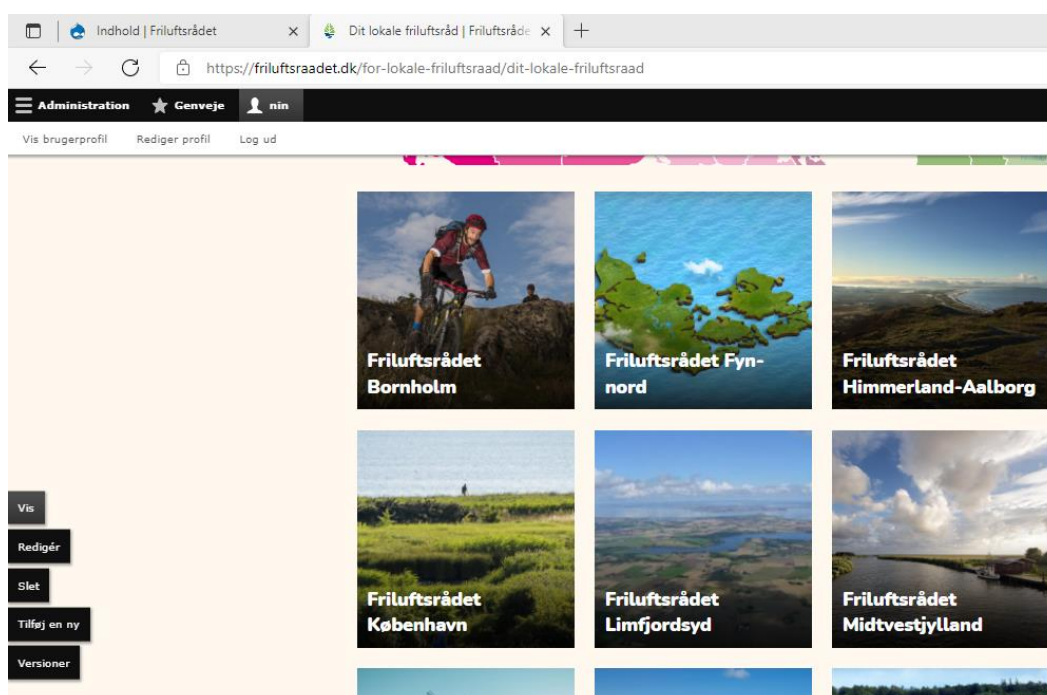 Indhold | Friluftsrådet
Dit lokale friluftsråd | Friluftsråde
https://friluftsraadet.dk/for-lokale-friluftsraad/dit-lokale-friluftsraad
Administration Genveje nin
Vis brugerprofil Rediger profil Log ud
Friluftsrådet
Bornholm
Friluftsrådet Fyn-
nord
Friluftsrådet
Himmerland-Aalborg
Vis
Redigér
Slet
Tilføj en ny
Versioner
Friluftsrådet
København
Friluftsrådet
Limfjordsyd
Friluftsrådet
Midtvestjylland